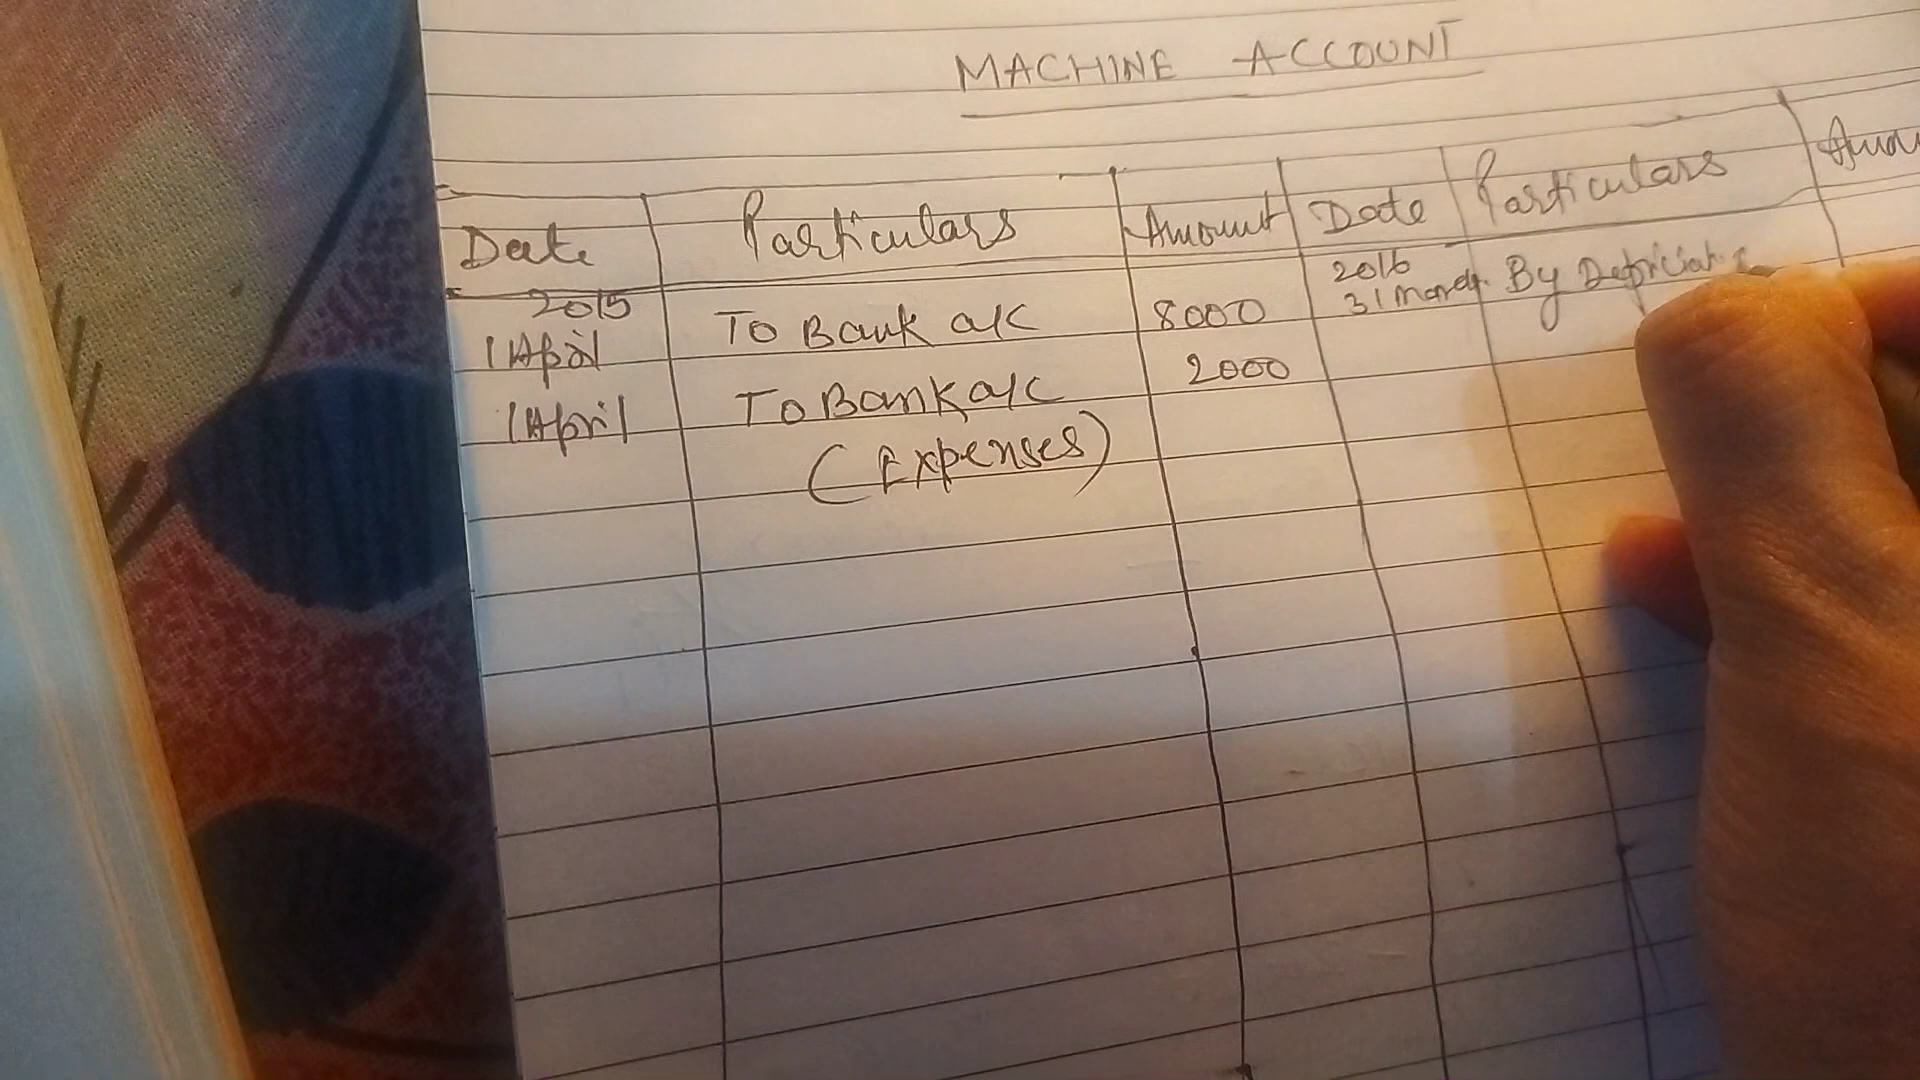 MACHINE ACCOUNT
Date Particulars Amount Date Particulars
2015 To Bank a/c 8000 2016 By
1 April 31 March
1 April To Bank a/c 2000
(Expenses)